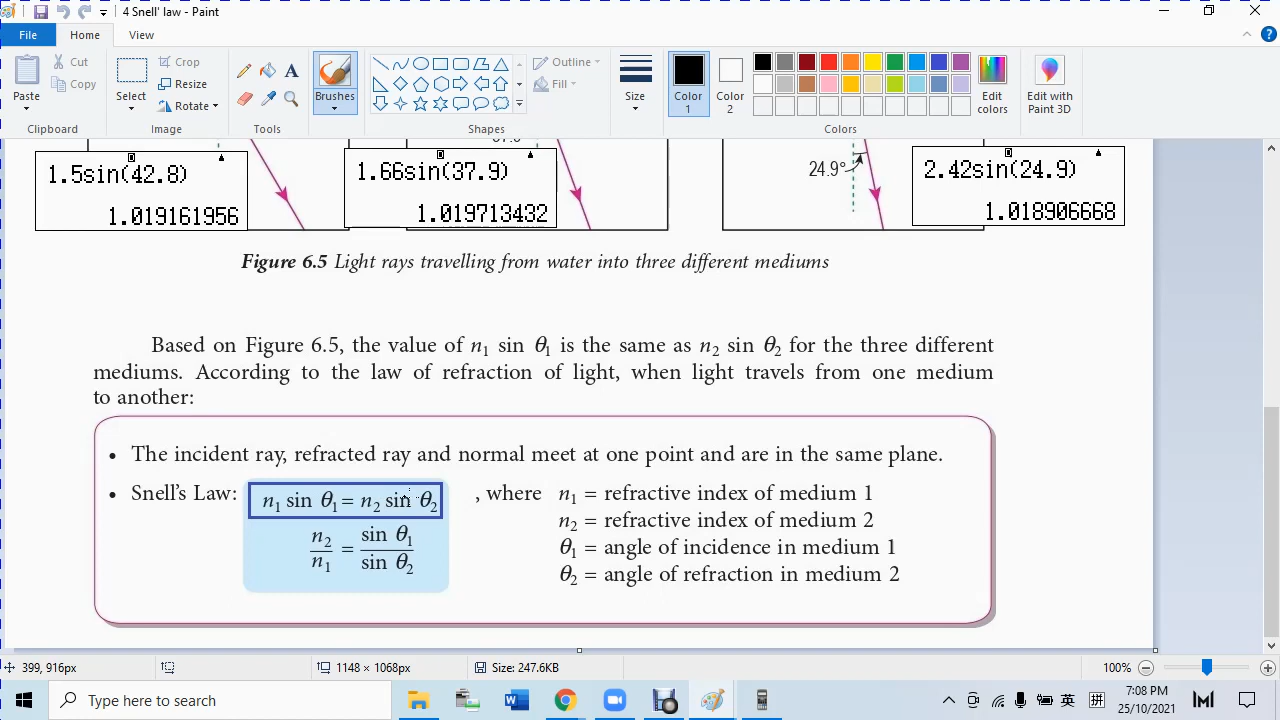 4 Snell' law - Paint
File
Home
View
Paste
Cut
Copy
Clipboard
Select
Crop
Resize
Rotate
Image
A
Tools
Brushes
Outline
Fill
Shapes
Size
Color 1
Color 2
Edit colors
Edit with Paint 3D
Colors
1.5sin(42.8)
1.019161956
1.66sin(37.9)
1.019713432
24.9°
2.42sin(24.9)
1.018906668
Figure 6.5 Light rays travelling from water into three different mediums
Based on Figure 6.5, the value of n₁ sin θ₁ is the same as n₂ sin θ₂ for the three different
mediums. According to the law of refraction of light, when light travels from one medium
to another:
• The incident ray, refracted ray and normal meet at one point and are in the same plane.
• Snell's Law: n₁ sin θ₁ = n₂ sin θ₂ , where n₁ = refractive index of medium 1
n₂ = refractive index of medium 2
n₂/n₁ = sin θ₁/sin θ₂
θ₁ = angle of incidence in medium 1
θ₂ = angle of refraction in medium 2
399, 916px
1148 × 1068px
Size: 247.6KB
100%
Type here to search
英
拼
7:08 PM
25/10/2021